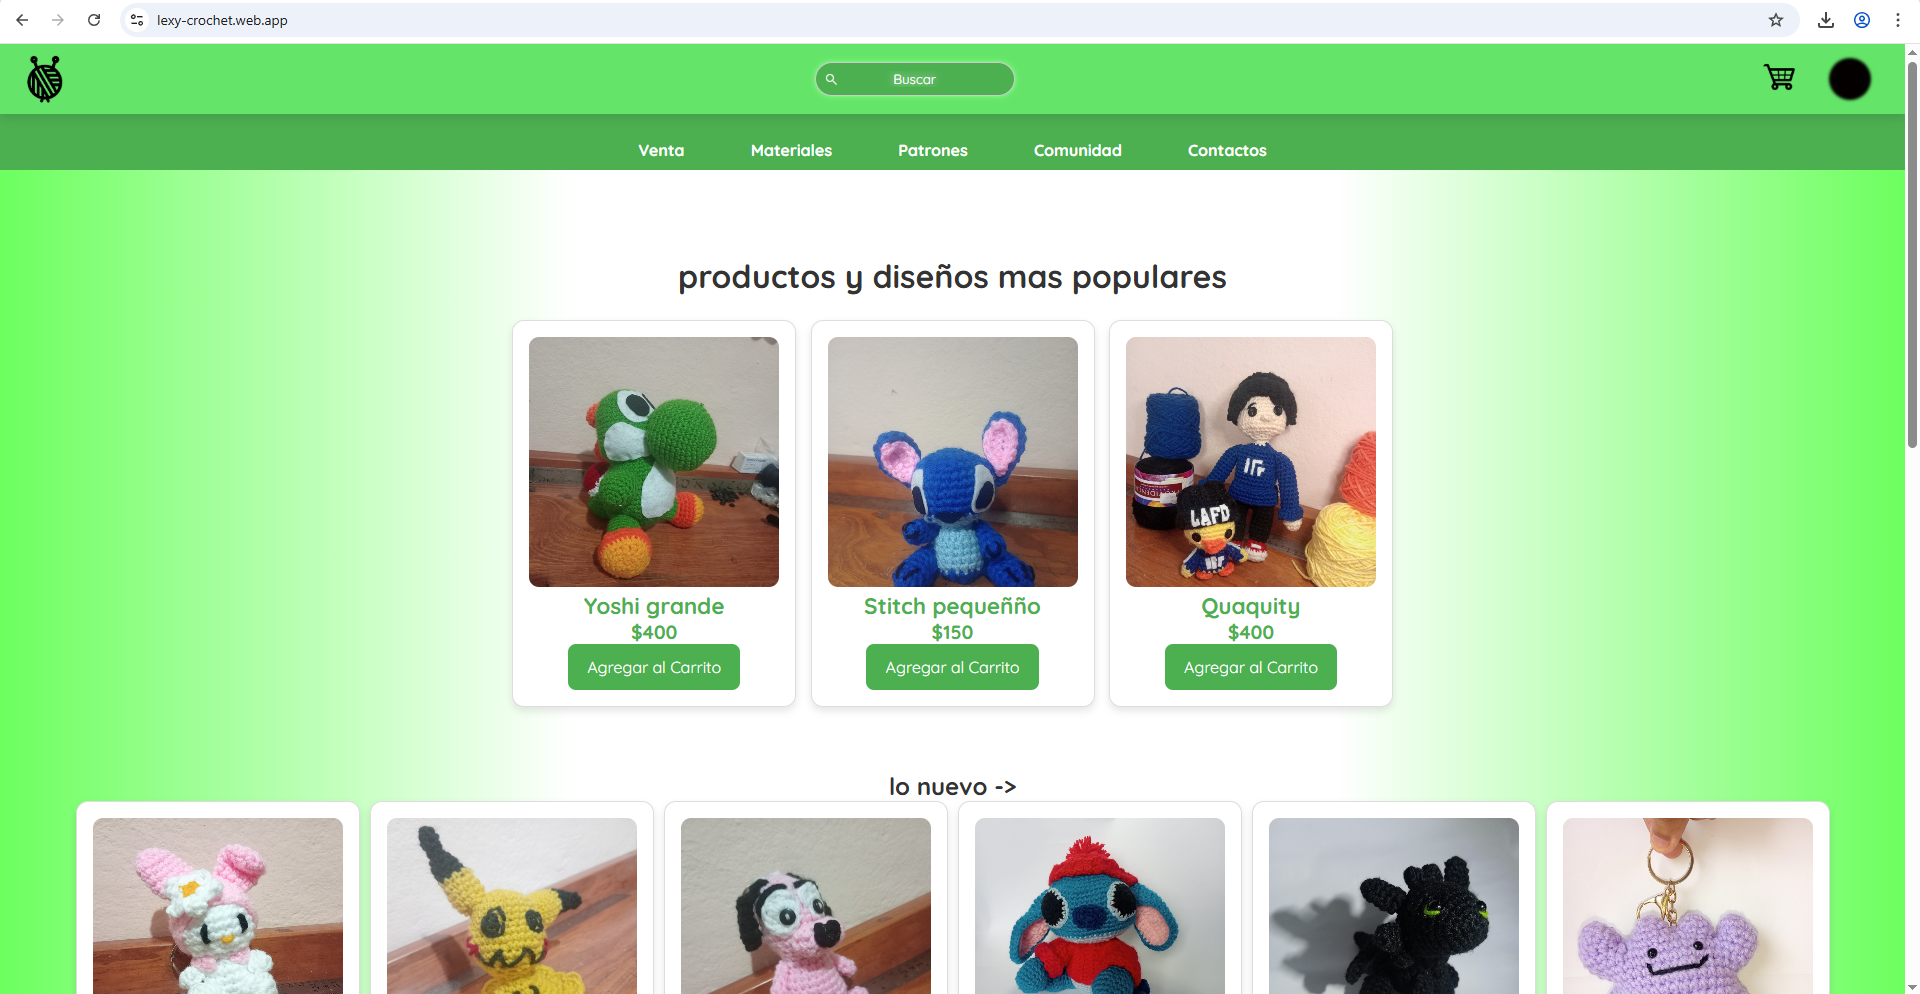 lexy-crochet.web.app
Buscar
Venta Materiales Patrones Comunidad Contactos
productos y diseños mas populares
LAFD
Yoshi grande
$400
Agregar al Carrito
Stitch pequeñño
$150
Agregar al Carrito
Quaquity
$400
Agregar al Carrito
lo nuevo ->